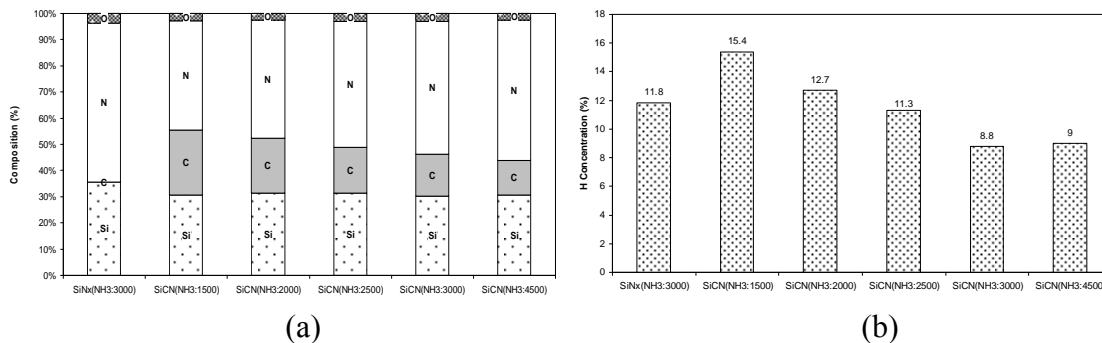 Composition (%)
100%
90%
80%
70%
60%
50%
40%
30%
20%
10%
0%
O O O O O O
N N N N N N
C C C C C C
Si Si Si Si Si Si
SiNx(NH3:3000) SiCN(NH3:1500) SiCN(NH3:2000) SiCN(NH3:2500) SiCN(NH3:3000) SiCN(NH3:4500)
(a)
H Concentration (%)
18
16
14
12
10
8
6
4
2
0
11.8 15.4 12.7 11.3 8.8 9
SiNx(NH3:3000) SiCN(NH3:1500) SiCN(NH3:2000) SiCN(NH3:2500) SiCN(NH3:3000) SiCN(NH3:4500)
(b)